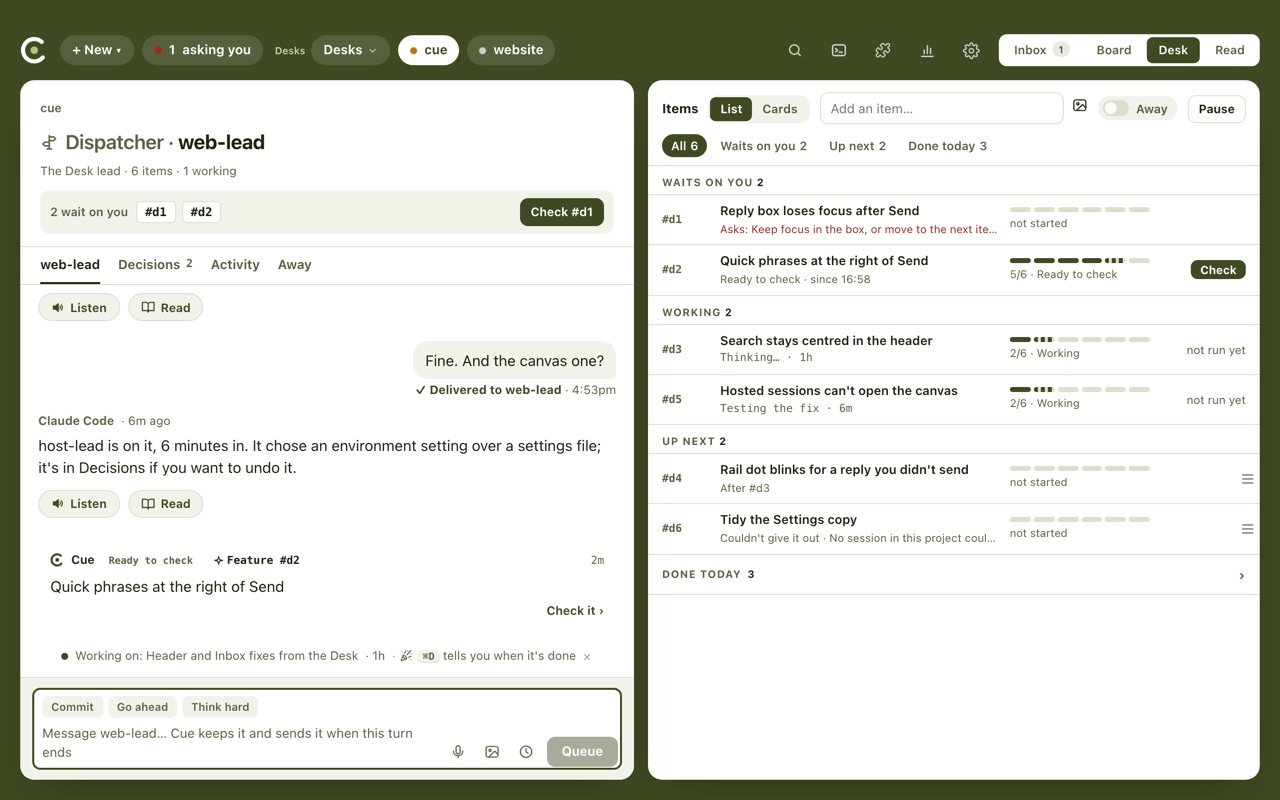 + New ▾
1 asking you
Desks
Desks
cue
website
Inbox 1
Board
Desk
Read
cue
Dispatcher · web-lead
The Desk lead · 6 items · 1 working
2 wait on you #d1 #d2
Check #d1
web-lead
Decisions 2
Activity
Away
Listen
Read
Fine. And the canvas one?
✓ Delivered to web-lead · 4:53pm
Claude Code · 6m ago
host-lead is on it, 6 minutes in. It chose an environment setting over a settings file;
it's in Decisions if you want to undo it.
Listen
Read
Cue Ready to check Feature #d2 2m
Quick phrases at the right of Send
Check it ›
Working on: Header and Inbox fixes from the Desk · 1h · ⌘D tells you when it's done ×
Commit
Go ahead
Think hard
Message web-lead... Cue keeps it and sends it when this turn
ends
Queue
Items
List
Cards
Add an item...
Away
Pause
All 6
Waits on you 2
Up next 2
Done today 3
WAITS ON YOU 2
#d1
Reply box loses focus after Send
Asks: Keep focus in the box, or move to the next ite...
not started
#d2
Quick phrases at the right of Send
Ready to check · since 16:58
5/6 · Ready to check
Check
WORKING 2
#d3
Search stays centred in the header
Thinking… · 1h
2/6 · Working
not run yet
#d5
Hosted sessions can't open the canvas
Testing the fix · 6m
2/6 · Working
not run yet
UP NEXT 2
#d4
Rail dot blinks for a reply you didn't send
After #d3
not started
#d6
Tidy the Settings copy
Couldn't give it out · No session in this project coul...
not started
DONE TODAY 3
›